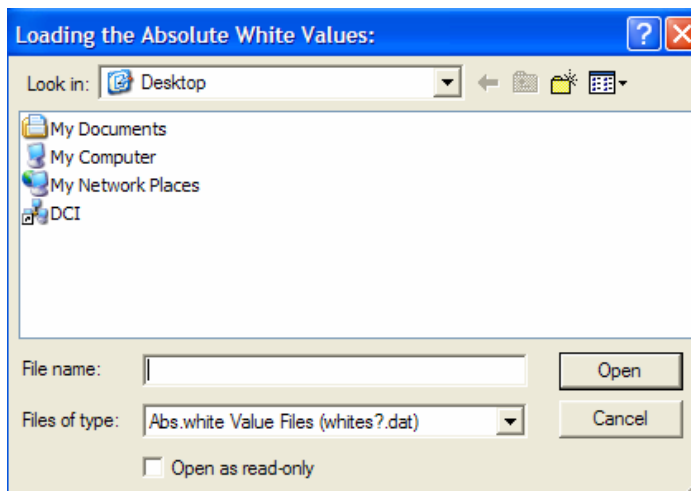 Loading the Absolute White Values:
Look in: Desktop
My Documents
My Computer
My Network Places
DCI
File name: Open
Files of type: Abs.white Value Files (whites?.dat) Cancel
Open as read-only